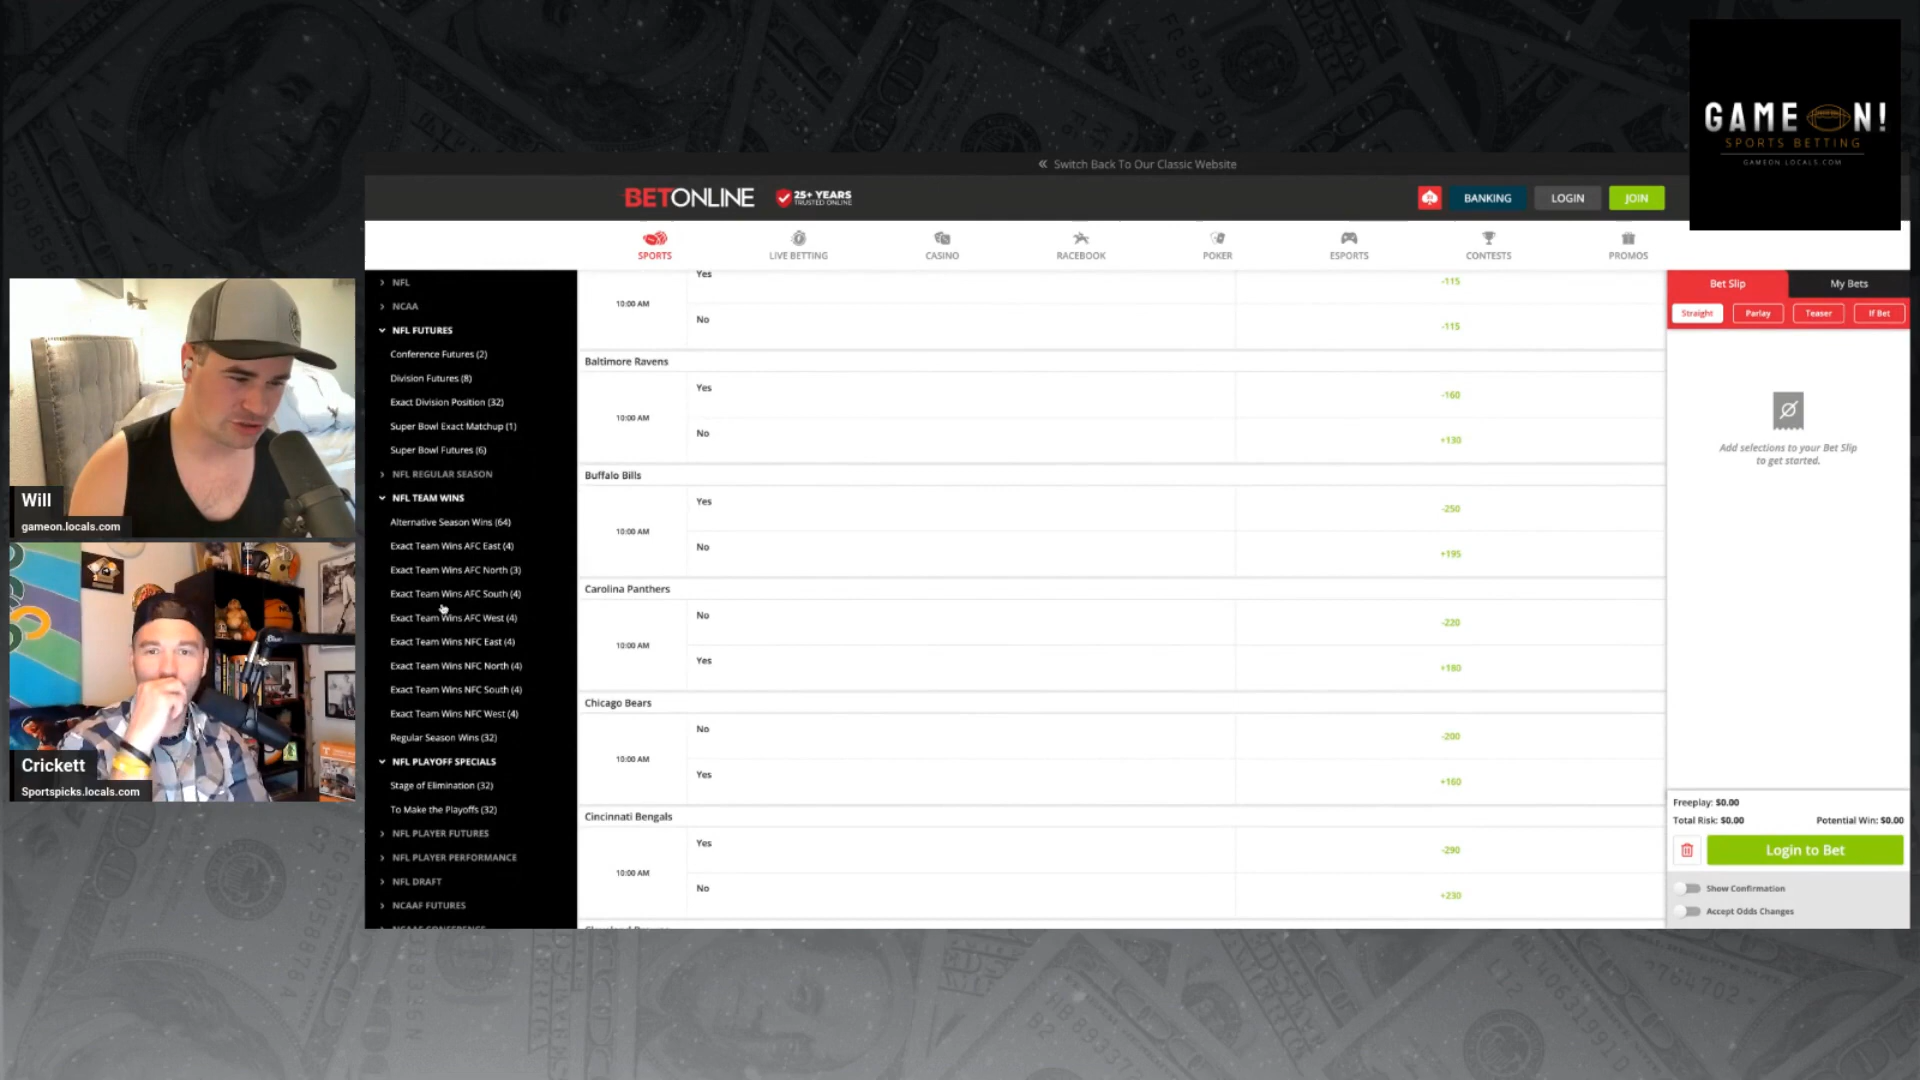 GAME ON!
SPORTS BETTING
GAMEON.LOCALS.COM
Switch Back To Our Classic Website
BETONLINE
25+ YEARS
TRUSTED ONLINE
BANKING
LOGIN
JOIN
SPORTS
LIVE BETTING
CASINO
RACEBOOK
POKER
ESPORTS
CONTESTS
PROMOS
NFL
NCAA
NFL FUTURES
Conference Futures (2)
Division Futures (8)
Exact Division Position (32)
Super Bowl Exact Matchup (1)
Super Bowl Futures (6)
NFL REGULAR SEASON
NFL TEAM WINS
Alternative Season Wins (64)
Exact Team Wins AFC East (4)
Exact Team Wins AFC North (3)
Exact Team Wins AFC South (4)
Exact Team Wins AFC West (4)
Exact Team Wins NFC East (4)
Exact Team Wins NFC North (4)
Exact Team Wins NFC South (4)
Exact Team Wins NFC West (4)
Regular Season Wins (32)
NFL PLAYOFF SPECIALS
Stage of Elimination (32)
To Make the Playoffs (32)
NFL PLAYER FUTURES
NFL PLAYER PERFORMANCE
NFL DRAFT
NCAAF FUTURES
10:00 AM
Yes
-115
No
-115
Baltimore Ravens
10:00 AM
Yes
-160
No
+130
Buffalo Bills
10:00 AM
Yes
-250
No
+195
Carolina Panthers
10:00 AM
No
-220
Yes
+180
Chicago Bears
10:00 AM
No
-200
Yes
+160
Cincinnati Bengals
10:00 AM
Yes
-290
No
+230
Bet Slip
My Bets
Straight
Parlay
Teaser
If Bet
Add selections to your Bet Slip
to get started.
Freeplay: $0.00
Total Risk: $0.00
Potential Win: $0.00
Login to Bet
Show Confirmation
Accept Odds Changes
Will
gameon.locals.com
Crickett
Sportspicks.locals.com